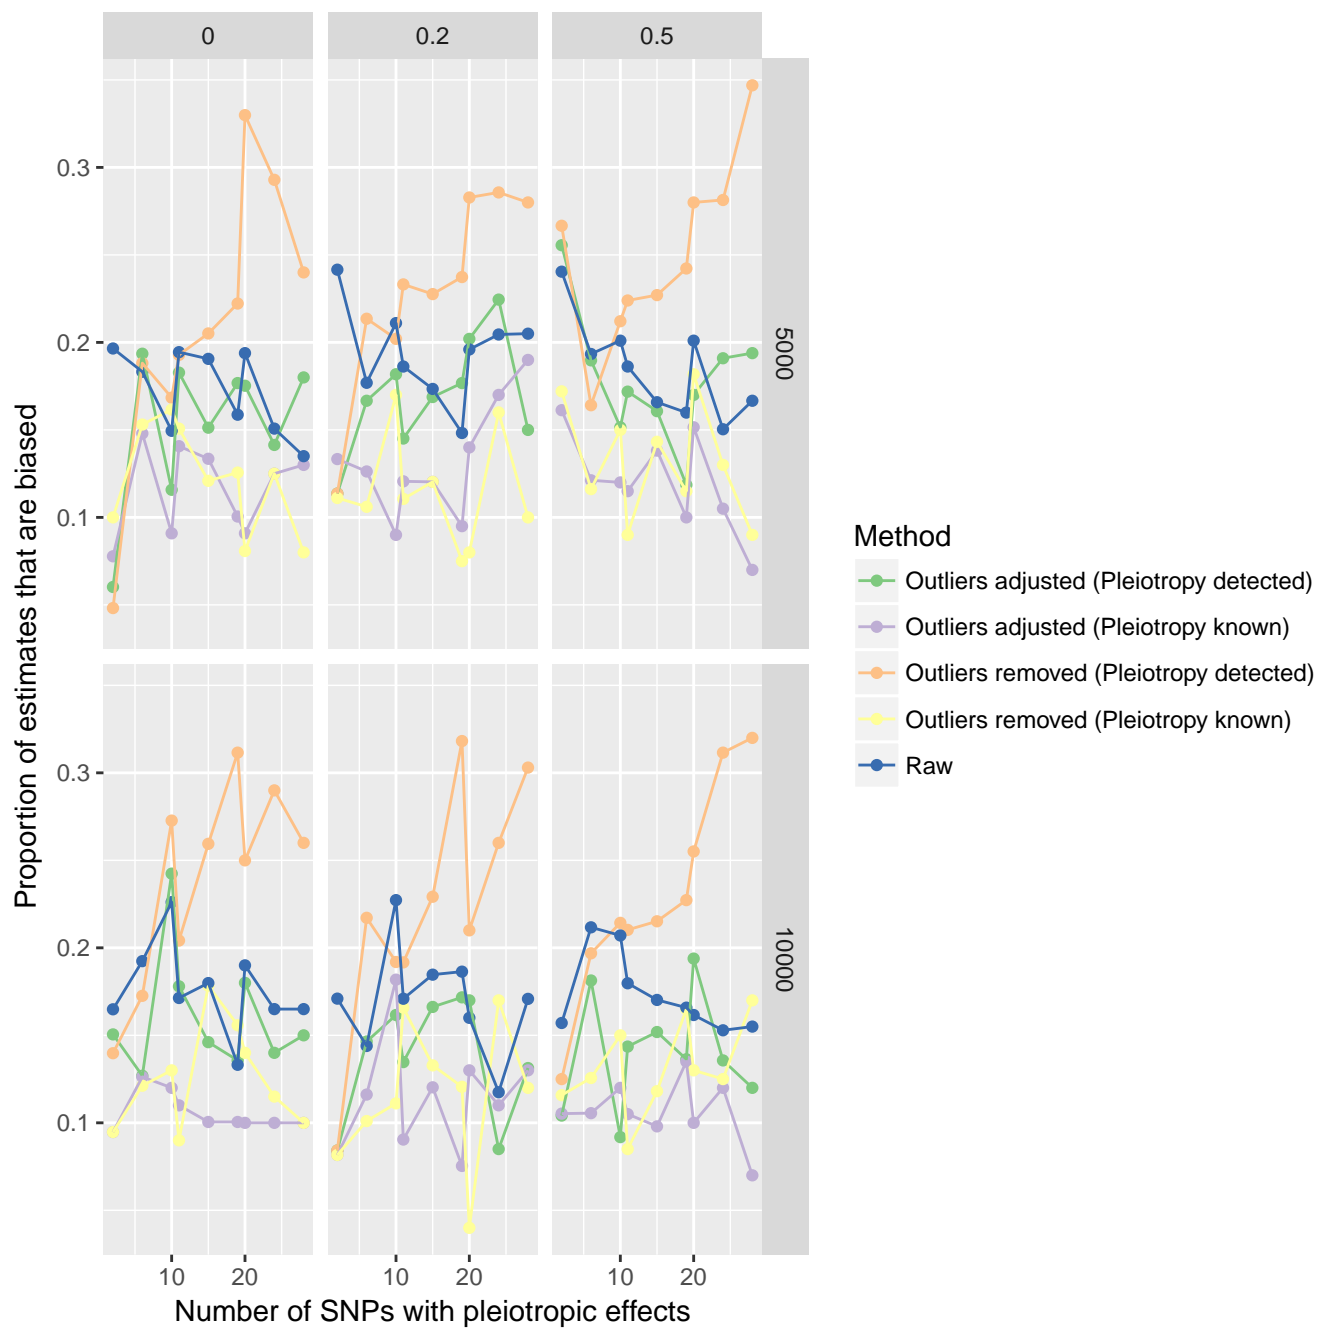 0
0.2
0.5
0.3
0.2
0.1
5000
0.3
0.2
0.1
10000
10
20
10
20
10
20
Number of SNPs with pleiotropic effects
Proportion of estimates that are biased
Method
Outliers adjusted (Pleiotropy detected)
Outliers adjusted (Pleiotropy known)
Outliers removed (Pleiotropy detected)
Outliers removed (Pleiotropy known)
Raw